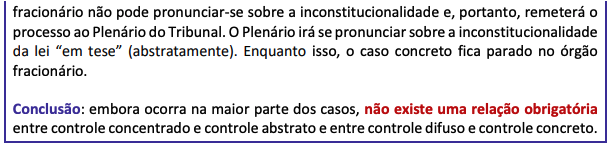 fracionário não pode pronunciar-se sobre a inconstitucionalidade e, portanto, remeterá o
processo ao Plenário do Tribunal. O Plenário irá se pronunciar sobre a inconstitucionalidade
da lei “em tese” (abstratamente). Enquanto isso, o caso concreto fica parado no órgão
fracionário.
Conclusão: embora ocorra na maior parte dos casos, não existe uma relação obrigatória
entre controle concentrado e controle abstrato e entre controle difuso e controle concreto.